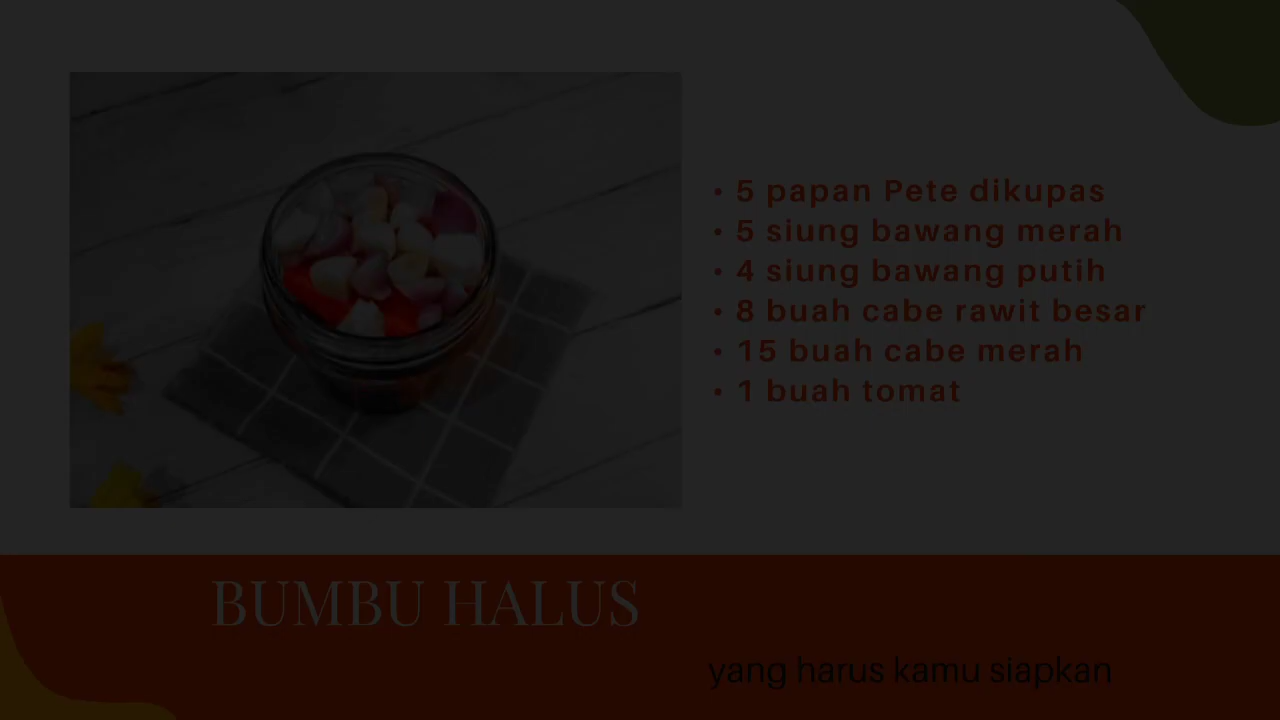 5 papan Pete dikupas
5 siung bawang merah
4 siung bawang putih
8 buah cabe rawit besar
15 buah cabe merah
1 buah tomat
BUMBU HALUS
yang harus kamu siapkan